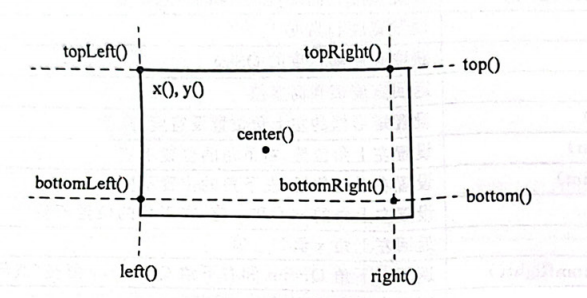 topLeft() topRight()
top()
x(), y()
center()
bottomLeft() bottomRight()
bottom()
left() right()